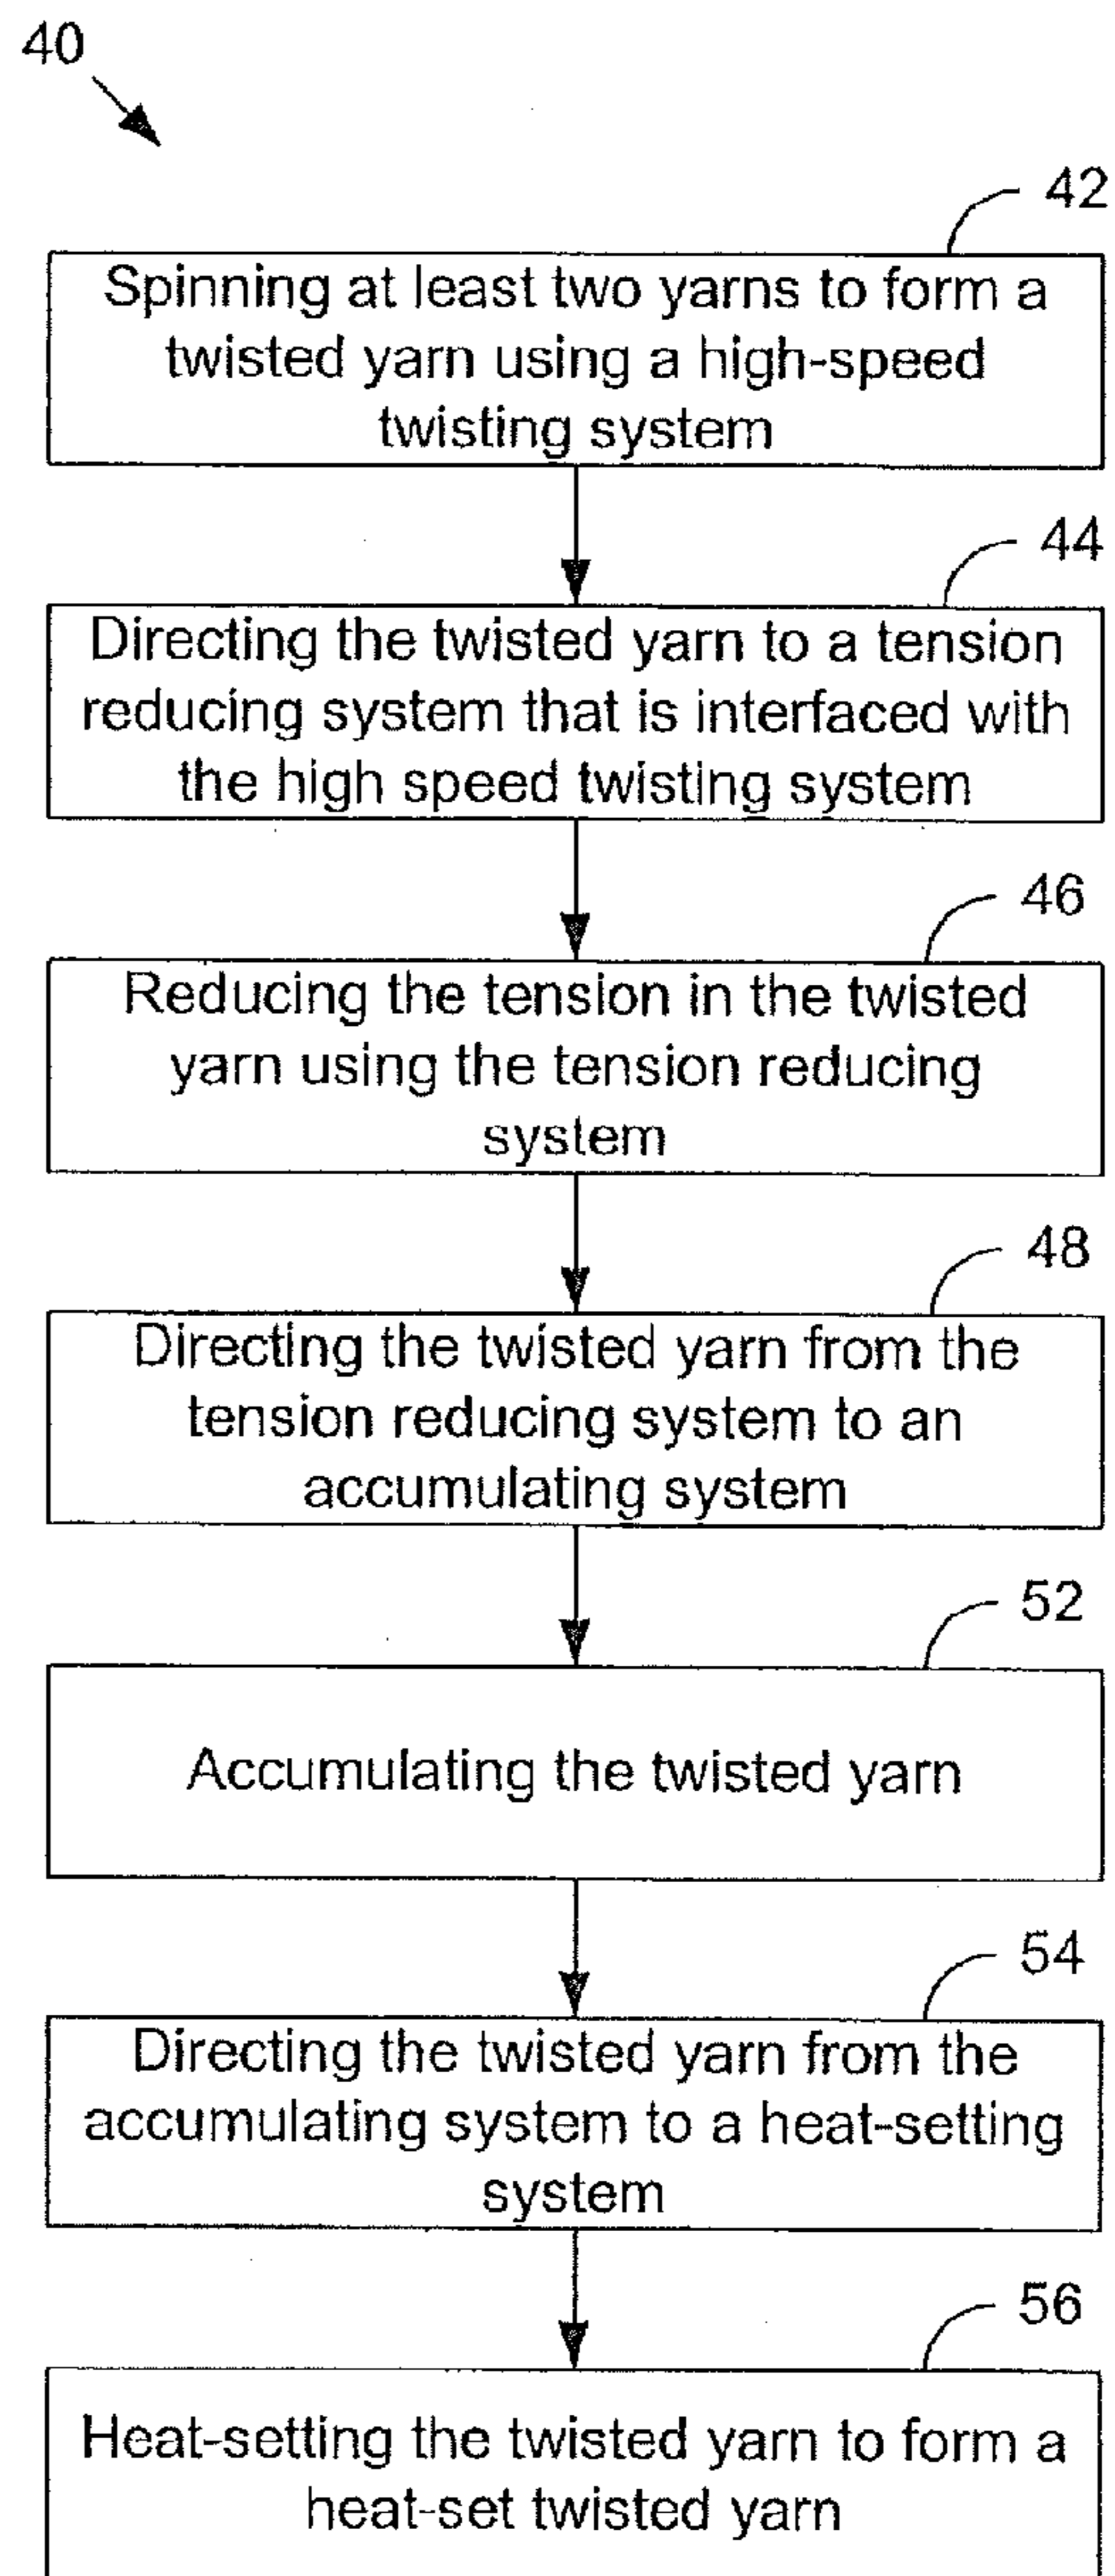 40
42
Spinning at least two yarns to form a
twisted yarn using a high-speed
twisting system
44
Directing the twisted yarn to a tension
reducing system that is interfaced with
the high speed twisting system
46
Reducing the tension in the twisted
yarn using the tension reducing
system
48
Directing the twisted yarn from the
tension reducing system to an
accumulating system
52
Accumulating the twisted yarn
54
Directing the twisted yarn from the
accumulating system to a heat-setting
system
56
Heat-setting the twisted yarn to form a
heat-set twisted yarn